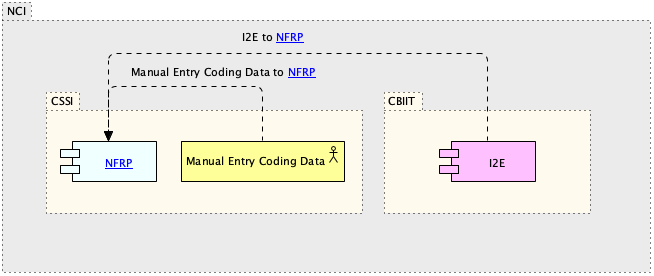 NCI
I2E to NFRP
Manual Entry Coding Data to NFRP
CSSI
CBIIT
NFRP
Manual Entry Coding Data
I2E